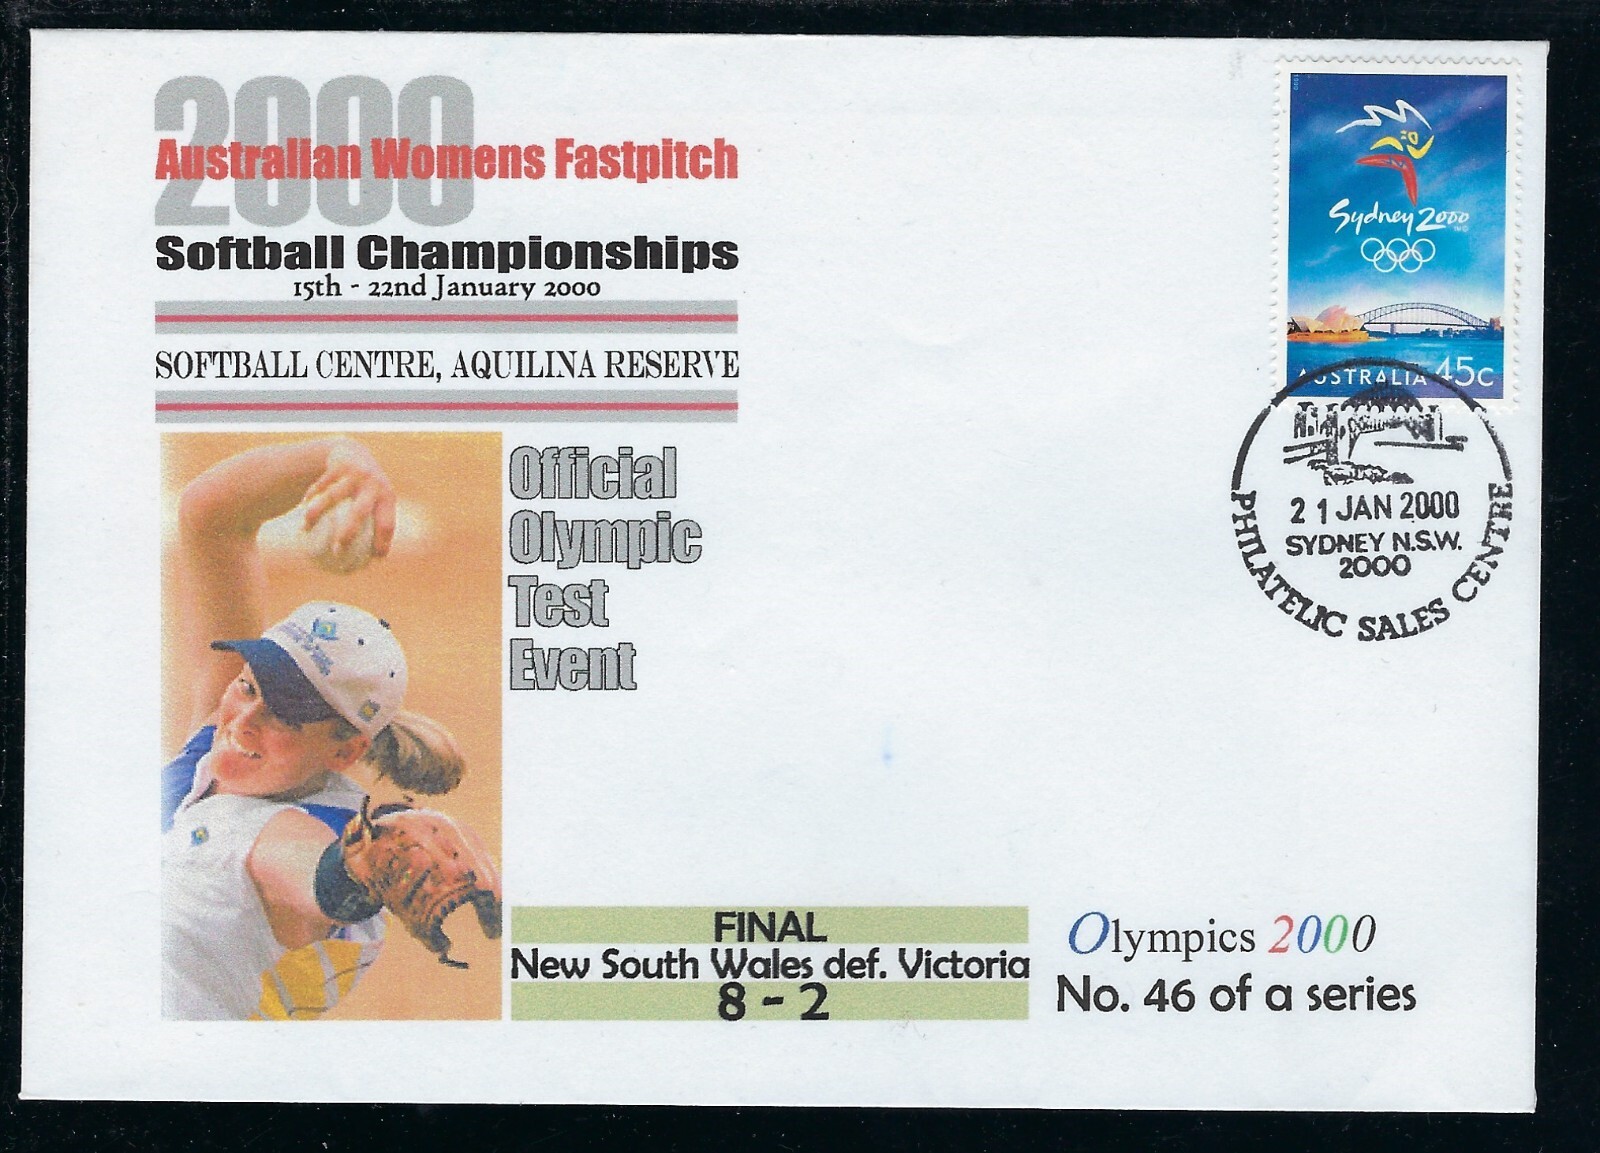 2000
Australian Womens Fastpitch
Softball Championships
15th - 22nd January 2000
SOFTBALL CENTRE, AQUILINA RESERVE
Official
Olympic
Test
Event
FINAL
New South Wales def. Victoria
8 - 2
Olympics 2000
No. 46 of a series
1999
Sydney 2000
AUSTRALIA 45c
21 JAN 2000
SYDNEY N.S.W.
2000
PHILATELIC SALES CENTRE